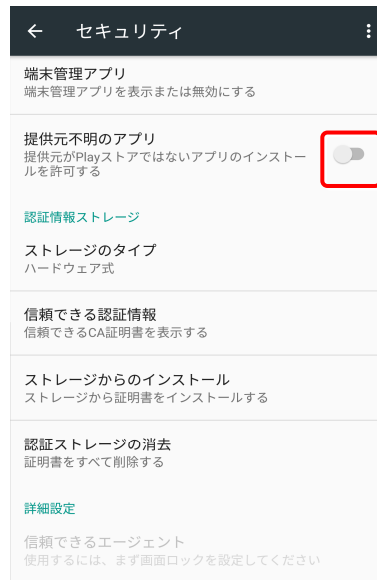 セキュリティ
端末管理アプリ
端末管理アプリを表示または無効にする
提供元不明のアプリ
提供元がPlayストアではないアプリのインストー
ルを許可する
認証情報ストレージ
ストレージのタイプ
ハードウェア式
信頼できる認証情報
信頼できるCA証明書を表示する
ストレージからのインストール
ストレージから証明書をインストールする
認証ストレージの消去
証明書をすべて削除する
詳細設定
信頼できるエージェント
使用するには、まず画面ロックを設定してください